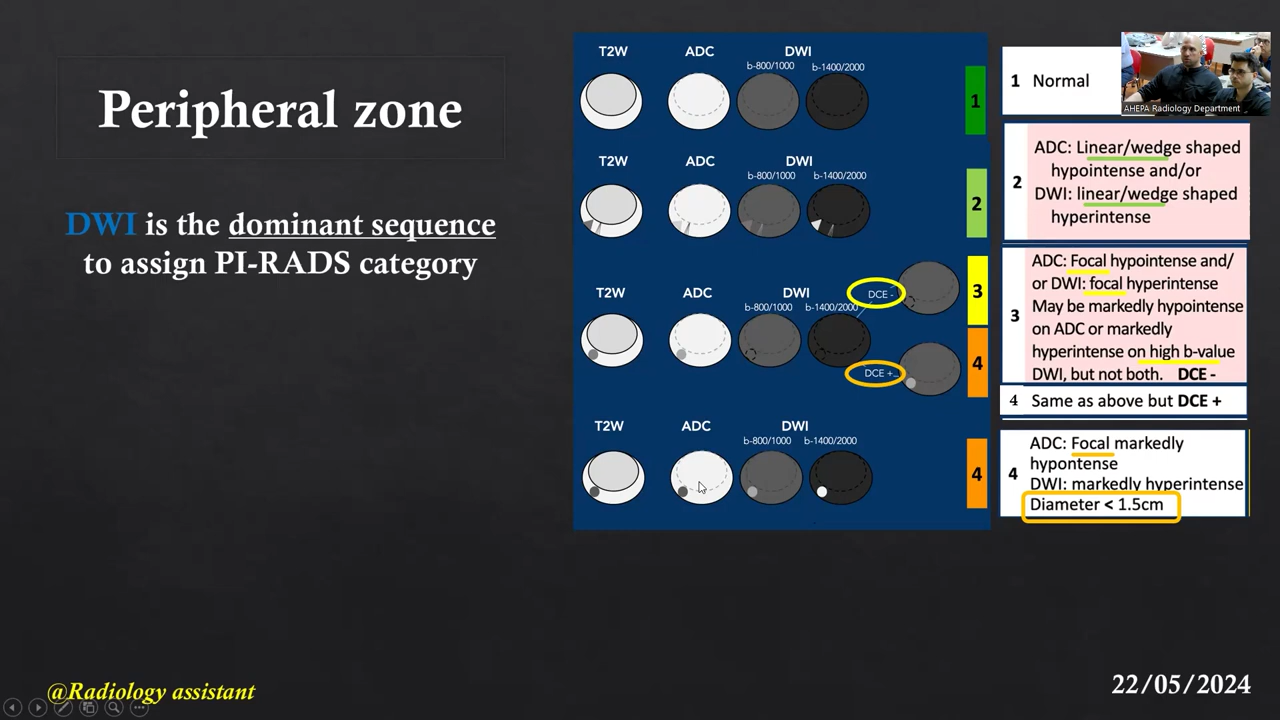 Peripheral zone
DWI is the dominant sequence
to assign PI-RADS category
T2W ADC DWI
b-800/1000 b-1400/2000
1
T2W ADC DWI
b-800/1000 b-1400/2000
2
T2W ADC DWI
b-800/1000 b-1400/2000
DCE -
3
DCE +
4
T2W ADC DWI
b-800/1000 b-1400/2000
4
1 Normal
AHEPA Radiology Department
2
ADC: Linear/wedge shaped
hypointense and/or
DWI: linear/wedge shaped
hyperintense
3
ADC: Focal hypointense and/
or DWI: focal hyperintense
May be markedly hypointense
on ADC or markedly
hyperintense on high b-value
DWI, but not both. DCE -
4 Same as above but DCE +
4
ADC: Focal markedly
hypontense
DWI: markedly hyperintense
Diameter < 1.5cm
@Radiology assistant
22/05/2024